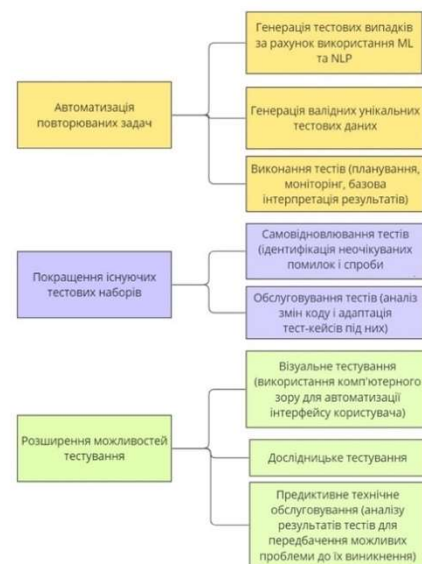 Автоматизація
повторюваних задач
Генерація тестових випадків
за рахунок використання ML
та NLP
Генерація валідних унікальних
тестових даних
Виконання тестів (планування,
моніторінг, базова
інтерпретація результатів)
Покращення існуючих
тестових наборів
Самовідновлювання тестів
(ідентифікація неочікуваних
помилок і спроби
Обслуговування тестів (аналіз
змін коду і адаптація
тест-кейсів під них)
Розширення можливостей
тестування
Візуальне тестування
(використання комп'ютерного
зору для автоматизації
інтерфейсу користувача)
Дослідницьке тестування
Предиктивне технічне
обслуговування (аналізу
результатів тестів для
передбачення можливих
проблеми до їх виникнення)